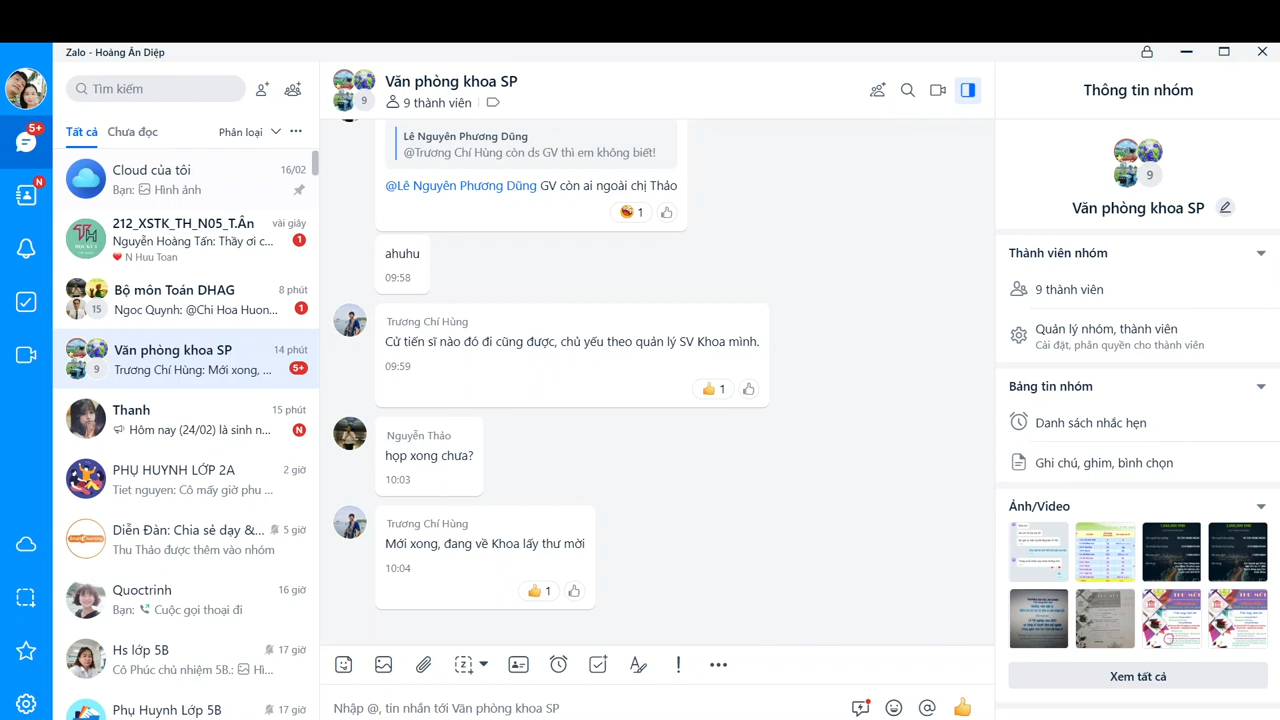 Zalo - Hoàng Ân Diệp
5+
N
Tìm kiếm
Tất cả Chưa đọc Phân loại
Cloud của tôi 16/02
Bạn: Hình ảnh
212_XSTK_TH_N05_T.Ân vài giây
Nguyễn Hoàng Tấn: Thầy ơi c... 1
N Huu Toan
Bộ môn Toán DHAG 8 phút
15 Ngoc Quynh: @Chi Hoa Huon... 1
Văn phòng khoa SP 14 phút
9 Trương Chí Hùng: Mới xong, ... 5+
Thanh 15 phút
Hôm nay (24/02) là sinh n... N
PHỤ HUYNH LỚP 2A 2 giờ
Tiet nguyen: Cô mấy giờ phu ...
Diễn Đàn: Chia sẻ dạy &... 5 giờ
Thu Thảo được thêm vào nhóm
Quoctrinh 16 giờ
Bạn: Cuộc gọi thoại đi
Hs lớp 5B 17 giờ
Cô Phúc chủ nhiệm 5B.: Hì...
Phụ Huynh Lớp 5B 17 giờ
Văn phòng khoa SP
9
9 thành viên
Lê Nguyên Phương Dũng
@Trương Chí Hùng còn ds GV thì em không biết!
@Lê Nguyên Phương Dũng GV còn ai ngoài chị Thảo
1
ahuhu
09:58
Trương Chí Hùng
Cử tiến sĩ nào đó đi cũng được, chủ yếu theo quản lý SV Khoa mình.
09:59
1
Nguyễn Thảo
họp xong chưa?
10:03
Trương Chí Hùng
Mới xong, đang về Khoa lấy thư mời
10:04
1
Nhập @, tin nhắn tới Văn phòng khoa SP
Thông tin nhóm
9
Văn phòng khoa SP
Thành viên nhóm
9 thành viên
Quản lý nhóm, thành viên
Cài đặt, phân quyền cho thành viên
Bảng tin nhóm
Danh sách nhắc hẹn
Ghi chú, ghim, bình chọn
Ảnh/Video
THƯ MỜI
THƯ MỜI
Xem tất cả